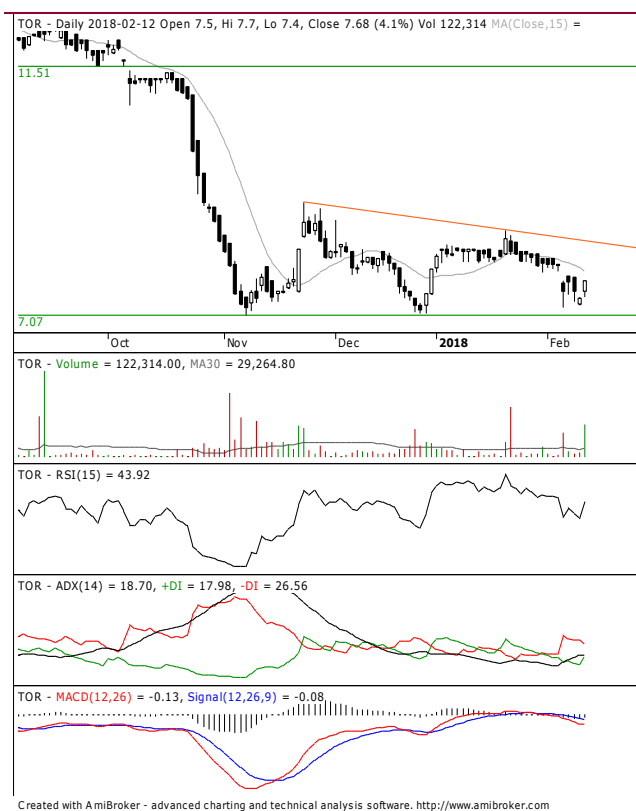 TOR - Daily 2018-02-12 Open 7.5, Hi 7.7, Lo 7.4, Close 7.68 (4.1%) Vol 122,314 MA(Close,15) =
11.51
7.07
Oct Nov Dec 2018 Feb
TOR - Volume = 122,314.00, MA30 = 29,264.80
TOR - RSI(15) = 43.92
TOR - ADX(14) = 18.70, +DI = 17.98, -DI = 26.56
TOR - MACD(12,26) = -0.13, Signal(12,26,9) = -0.08
Created with AmiBroker - advanced charting and technical analysis software. http://www.amibroker.com